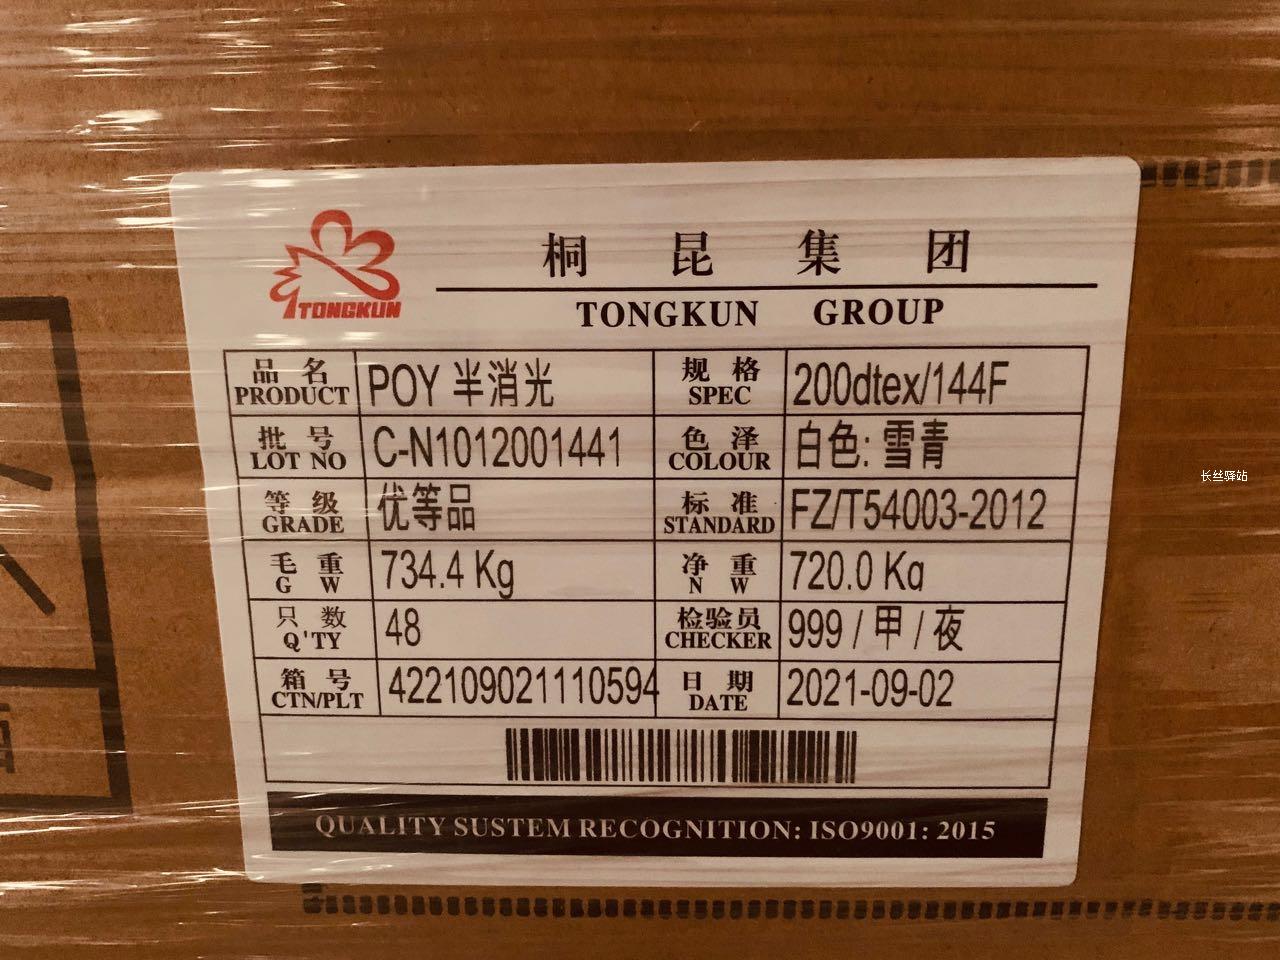 TONGKUN
桐昆集团
TONGKUN GROUP
品名 PRODUCT POY 半消光 规格 SPEC 200dtex/144F
批号 LOT NO C-N1012001441 色泽 COLOUR 白色: 雪青
等级 GRADE 优等品 标准 STANDARD FZ/T54003-2012
毛重 G W 734.4 Kg 净重 N W 720.0 Kg
只数 Q'TY 48 检验员 CHECKER 999 / 甲 / 夜
箱号 CTN/PLT 422109021110594 日期 DATE 2021-09-02
QUALITY SUSTEM RECOGNITION: ISO9001: 2015
长丝驿站